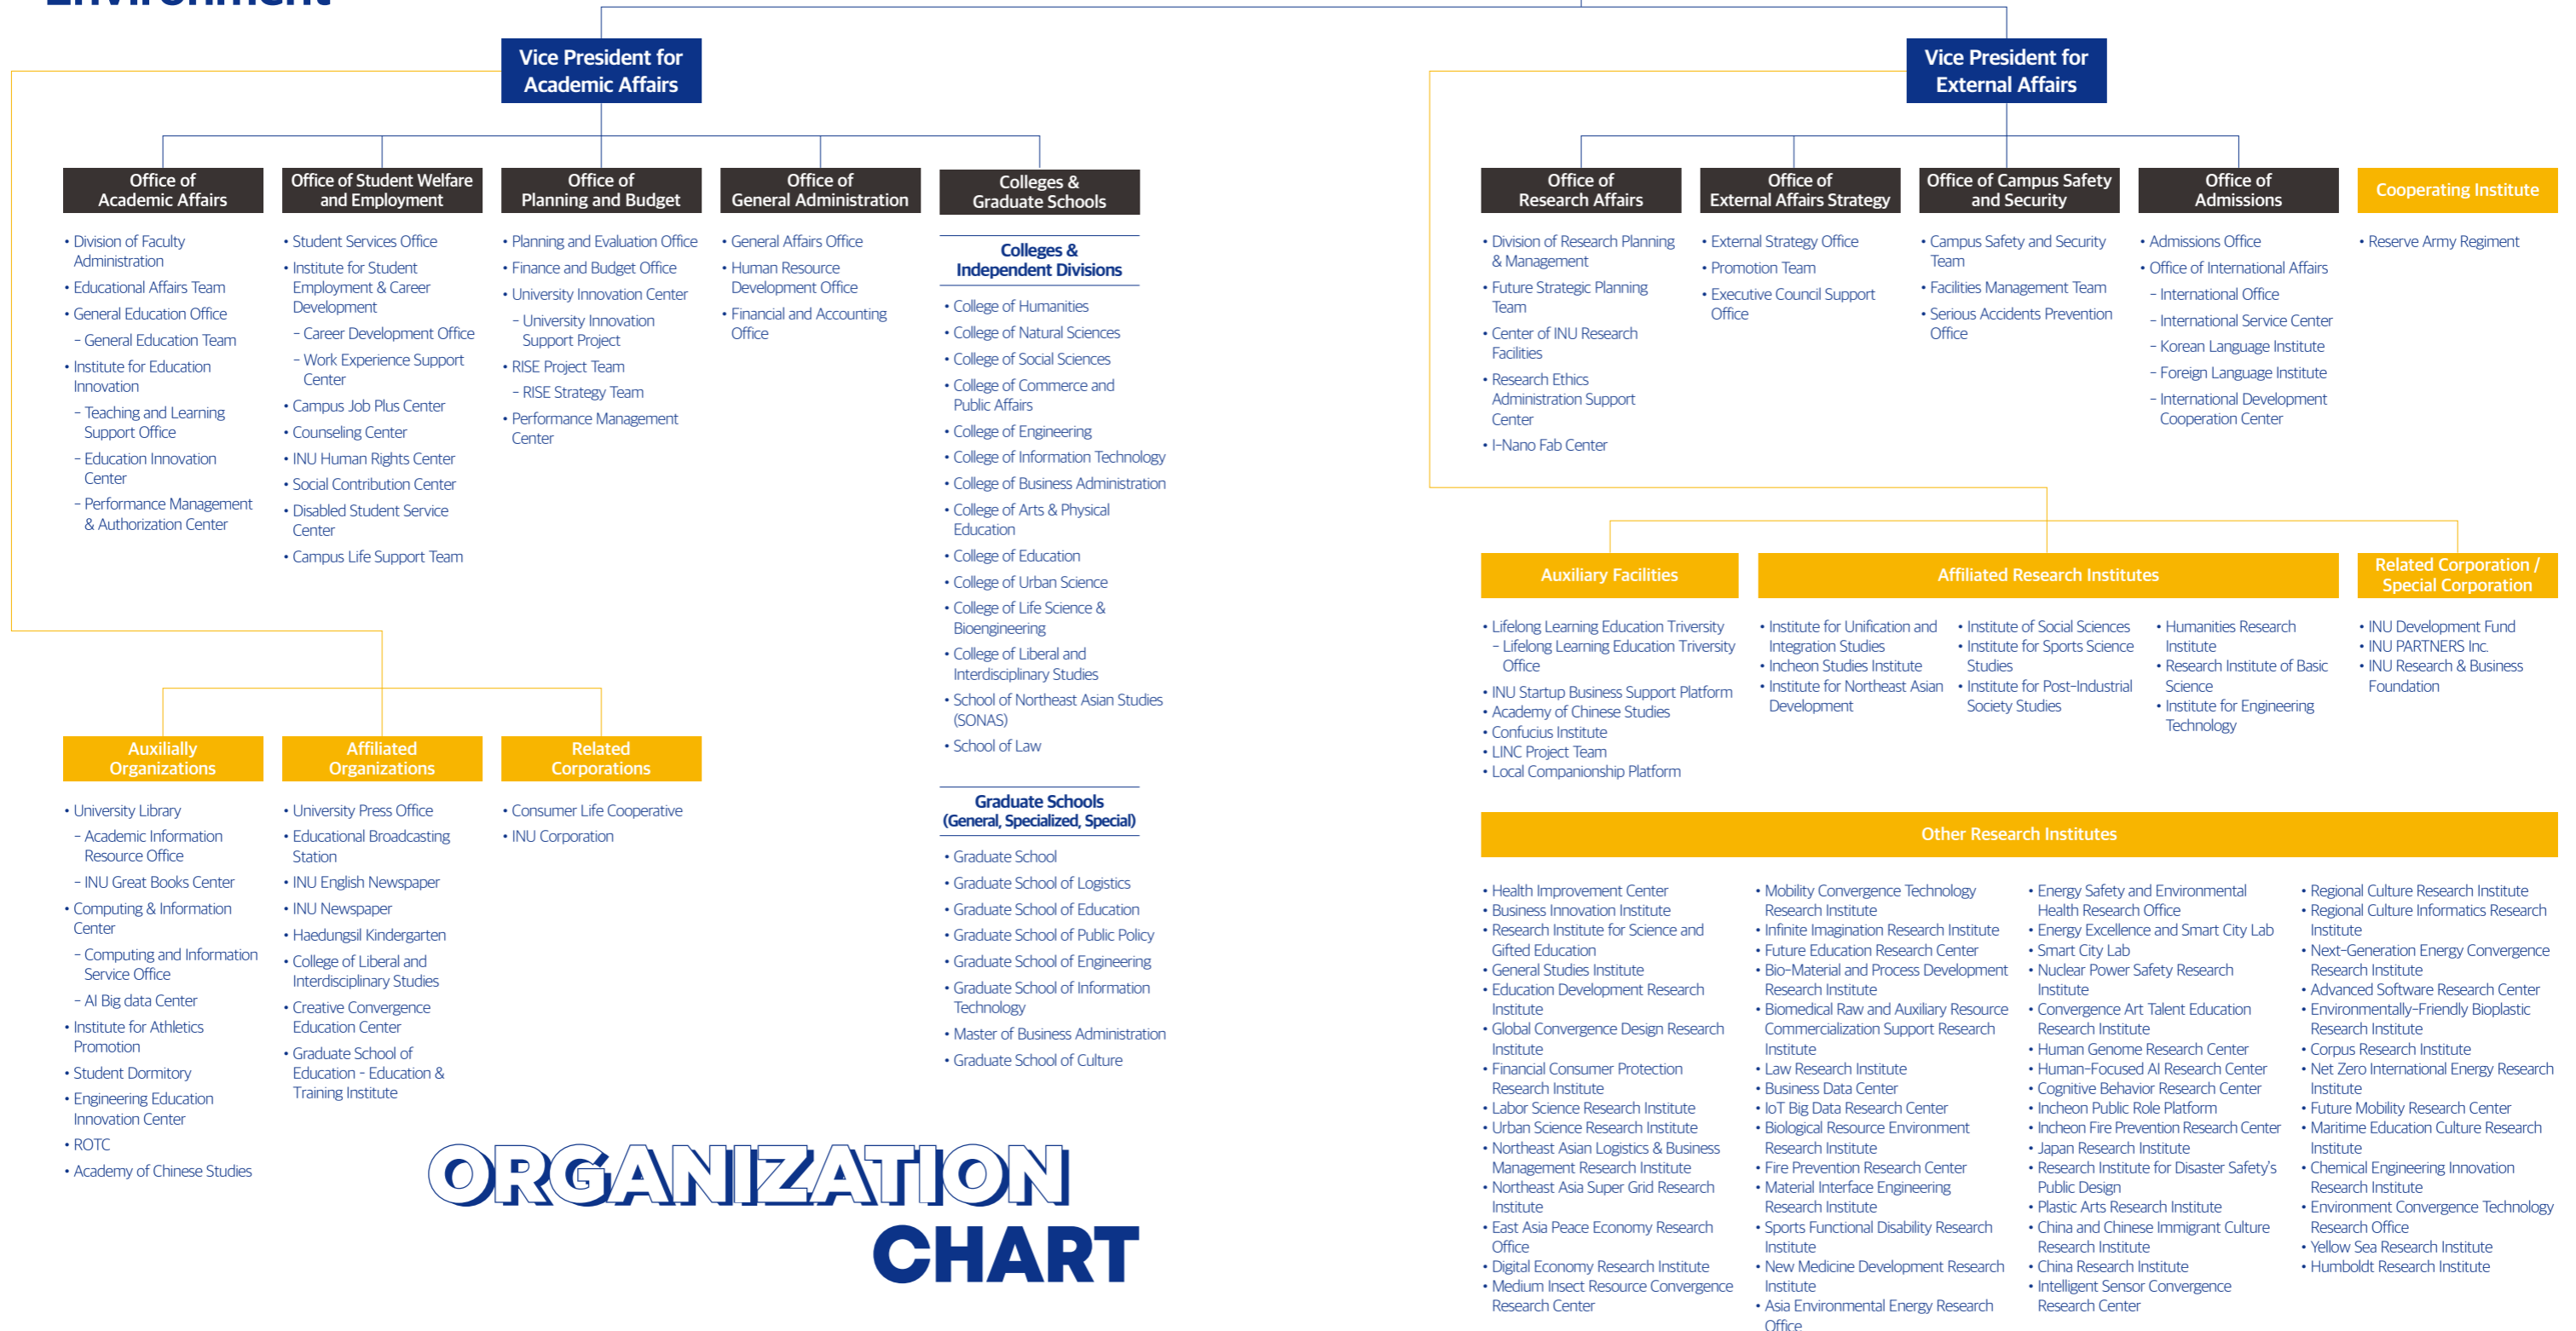 Environment
Vice President for
Academic Affairs
Office of
Academic Affairs
• Division of Faculty
Administration
• Educational Affairs Team
• General Education Office
- General Education Team
• Institute for Education
Innovation
- Teaching and Learning
Support Office
- Education Innovation
Center
- Performance Management
& Authorization Center
Office of Student Welfare
and Employment
• Student Services Office
• Institute for Student
Employment & Career
Development
- Career Development Office
- Work Experience Support
Center
• Campus Job Plus Center
• Counseling Center
• INU Human Rights Center
• Social Contribution Center
• Disabled Student Service
Center
• Campus Life Support Team
Office of
Planning and Budget
• Planning and Evaluation Office
• Finance and Budget Office
• University Innovation Center
- University Innovation
Support Project
• RISE Project Team
- RISE Strategy Team
• Performance Management
Center
Office of
General Administration
• General Affairs Office
• Human Resource
Development Office
• Financial and Accounting
Office
Colleges &
Graduate Schools
Colleges &
Independent Divisions
• College of Humanities
• College of Natural Sciences
• College of Social Sciences
• College of Commerce and
Public Affairs
• College of Engineering
• College of Information Technology
• College of Business Administration
• College of Arts & Physical
Education
• College of Education
• College of Urban Science
• College of Life Science &
Bioengineering
• College of Liberal and
Interdisciplinary Studies
• School of Northeast Asian Studies
(SONAS)
• School of Law
Graduate Schools
(General, Specialized, Special)
• Graduate School
• Graduate School of Logistics
• Graduate School of Education
• Graduate School of Public Policy
• Graduate School of Engineering
• Graduate School of Information
Technology
• Master of Business Administration
• Graduate School of Culture
Auxilially
Organizations
• University Library
- Academic Information
Resource Office
- INU Great Books Center
• Computing & Information
Center
- Computing and Information
Service Office
- AI Big data Center
• Institute for Athletics
Promotion
• Student Dormitory
• Engineering Education
Innovation Center
• ROTC
• Academy of Chinese Studies
Affiliated
Organizations
• University Press Office
• Educational Broadcasting
Station
• INU English Newspaper
• INU Newspaper
• Haedungsil Kindergarten
• College of Liberal and
Interdisciplinary Studies
• Creative Convergence
Education Center
• Graduate School of
Education - Education &
Training Institute
Related
Corporations
• Consumer Life Cooperative
• INU Corporation
ORGANIZATION
CHART
Vice President for
External Affairs
Office of
Research Affairs
• Division of Research Planning
& Management
• Future Strategic Planning
Team
• Center of INU Research
Facilities
• Research Ethics
Administration Support
Center
• I-Nano Fab Center
Office of
External Affairs Strategy
• External Strategy Office
• Promotion Team
• Executive Council Support
Office
Office of Campus Safety
and Security
• Campus Safety and Security
Team
• Facilities Management Team
• Serious Accidents Prevention
Office
Office of
Admissions
• Admissions Office
• Office of International Affairs
- International Office
- International Service Center
- Korean Language Institute
- Foreign Language Institute
- International Development
Cooperation Center
Cooperating Institute
• Reserve Army Regiment
Auxiliary Facilities
• Lifelong Learning Education Triversity
- Lifelong Learning Education Triversity
Office
• INU Startup Business Support Platform
• Academy of Chinese Studies
• Confucius Institute
• LINC Project Team
• Local Companionship Platform
Affiliated Research Institutes
• Institute for Unification and
Integration Studies
• Incheon Studies Institute
• Institute for Northeast Asian
Development
• Institute of Social Sciences
• Institute for Sports Science
Studies
• Institute for Post-Industrial
Society Studies
• Humanities Research
Institute
• Research Institute of Basic
Science
• Institute for Engineering
Technology
Related Corporation /
Special Corporation
• INU Development Fund
• INU PARTNERS Inc.
• INU Research & Business
Foundation
Other Research Institutes
• Health Improvement Center
• Business Innovation Institute
• Research Institute for Science and
Gifted Education
• General Studies Institute
• Education Development Research
Institute
• Global Convergence Design Research
Institute
• Financial Consumer Protection
Research Institute
• Labor Science Research Institute
• Urban Science Research Institute
• Northeast Asian Logistics & Business
Management Research Institute
• Northeast Asia Super Grid Research
Institute
• East Asia Peace Economy Research
Office
• Digital Economy Research Institute
• Medium Insect Resource Convergence
Research Center
• Mobility Convergence Technology
Research Institute
• Infinite Imagination Research Institute
• Future Education Research Center
• Bio-Material and Process Development
Research Institute
• Biomedical Raw and Auxiliary Resource
Commercialization Support Research
Institute
• Law Research Institute
• Business Data Center
• IoT Big Data Research Center
• Biological Resource Environment
Research Institute
• Fire Prevention Research Center
• Material Interface Engineering
Research Institute
• Sports Functional Disability Research
Institute
• New Medicine Development Research
Institute
• Asia Environmental Energy Research
Office
• Energy Safety and Environmental
Health Research Office
• Energy Excellence and Smart City Lab
• Smart City Lab
• Nuclear Power Safety Research
Institute
• Convergence Art Talent Education
Research Institute
• Human Genome Research Center
• Human-Focused AI Research Center
• Cognitive Behavior Research Center
• Incheon Public Role Platform
• Incheon Fire Prevention Research Center
• Japan Research Institute
• Research Institute for Disaster Safety's
Public Design
• Plastic Arts Research Institute
• China and Chinese Immigrant Culture
Research Institute
• China Research Institute
• Intelligent Sensor Convergence
Research Center
• Regional Culture Research Institute
• Regional Culture Informatics Research
Institute
• Next-Generation Energy Convergence
Research Institute
• Advanced Software Research Center
• Environmentally-Friendly Bioplastic
Research Institute
• Corpus Research Institute
• Net Zero International Energy Research
Institute
• Future Mobility Research Center
• Maritime Education Culture Research
Institute
• Chemical Engineering Innovation
Research Institute
• Environment Convergence Technology
Research Office
• Yellow Sea Research Institute
• Humboldt Research Institute